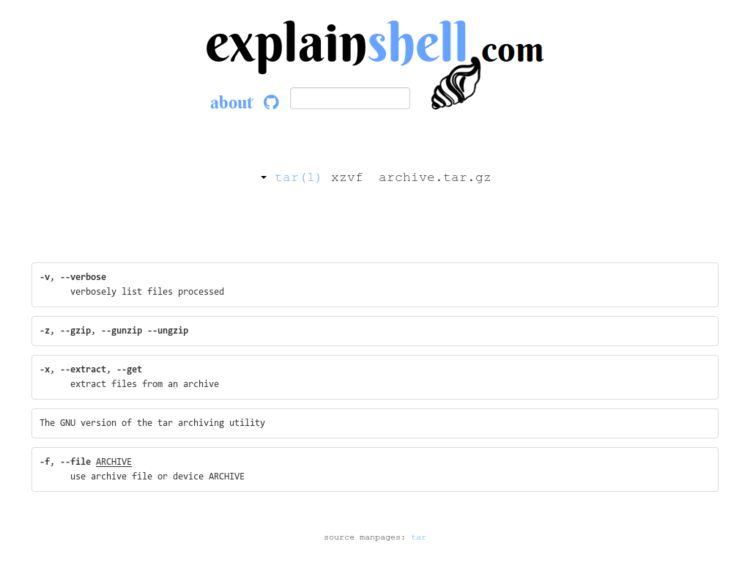 explainshell.com
about
tar(1) xzvf archive.tar.gz
-v, --verbose
verbosely list files processed
-z, --gzip, --gunzip --ungzip
-x, --extract, --get
extract files from an archive
The GNU version of the tar archiving utility
-f, --file ARCHIVE
use archive file or device ARCHIVE
source manpages: tar